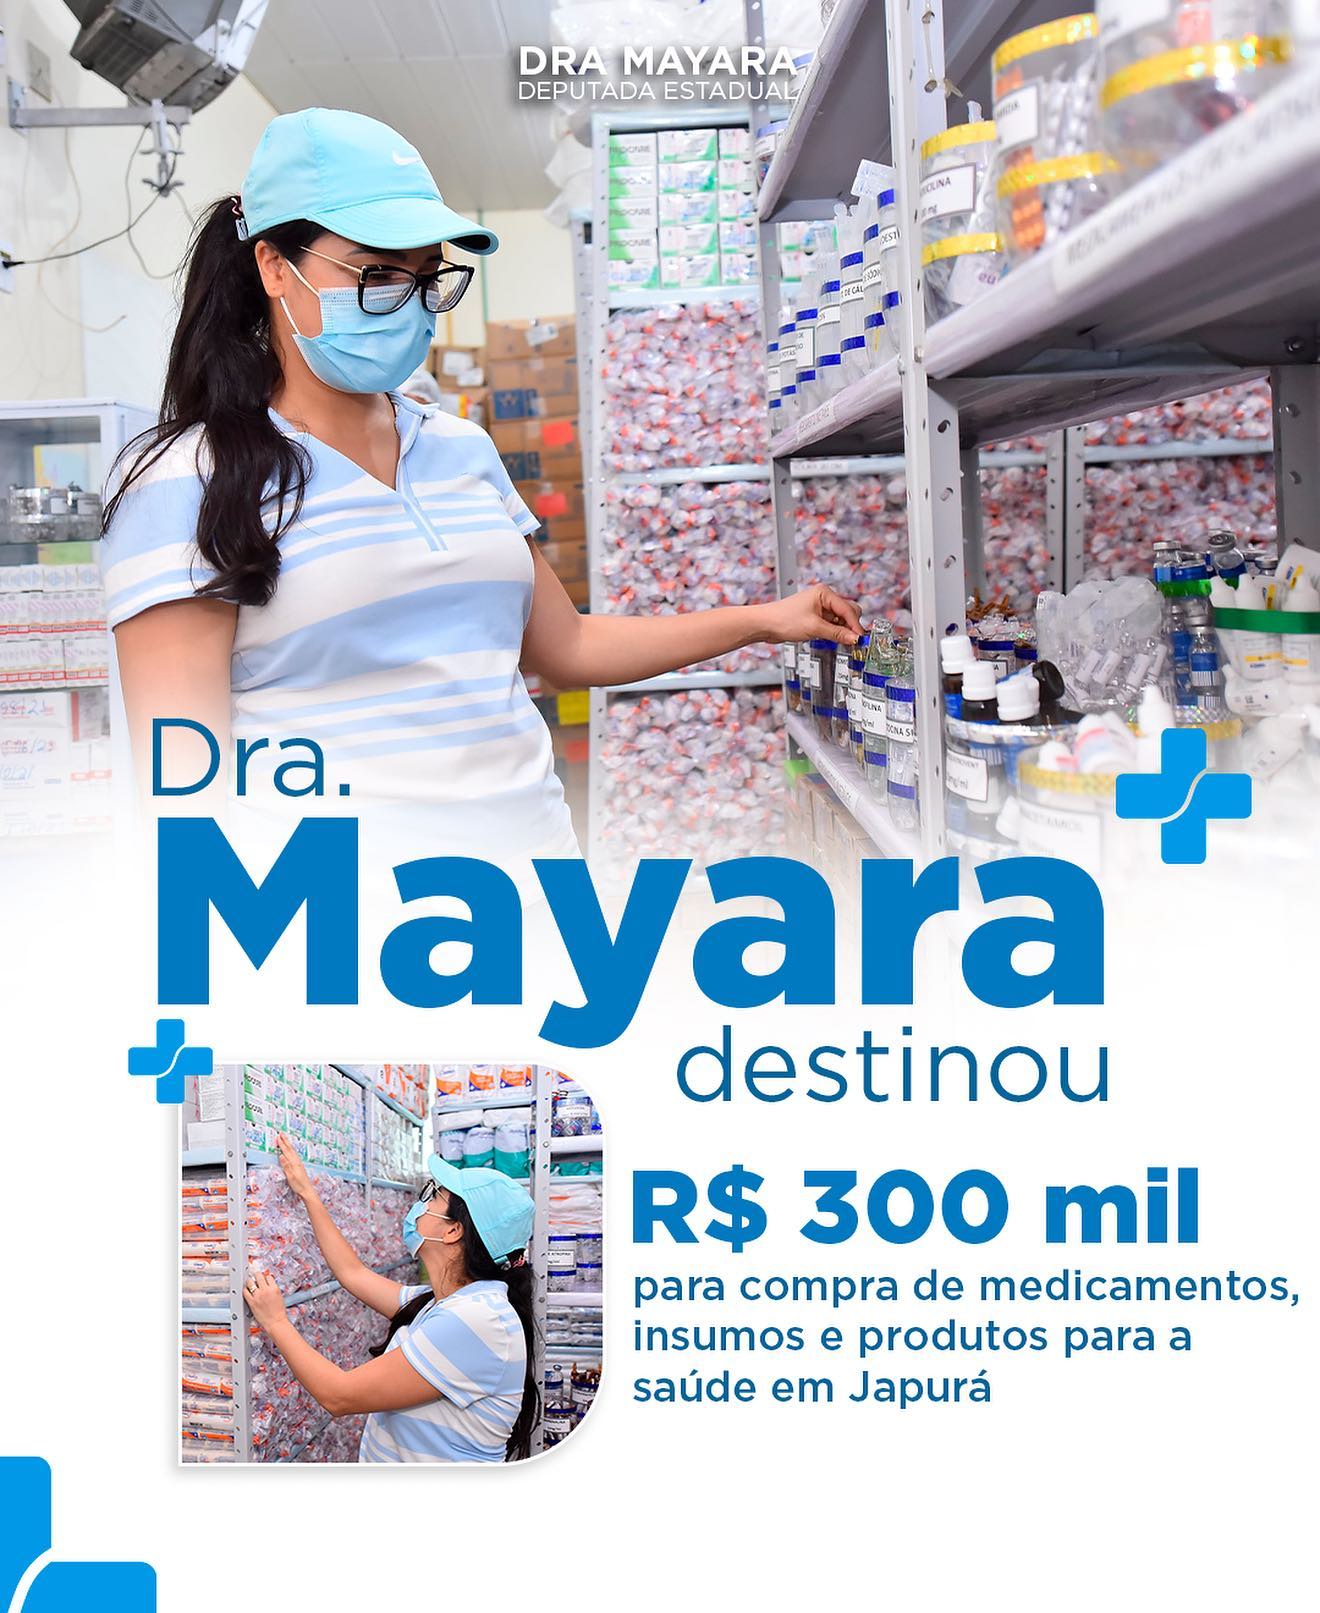 DRA MAYARA
DEPUTADA ESTADUAL
Dra.
Mayara
destinou
R$ 300 mil
para compra de medicamentos,
insumos e produtos para a
saúde em Japurá